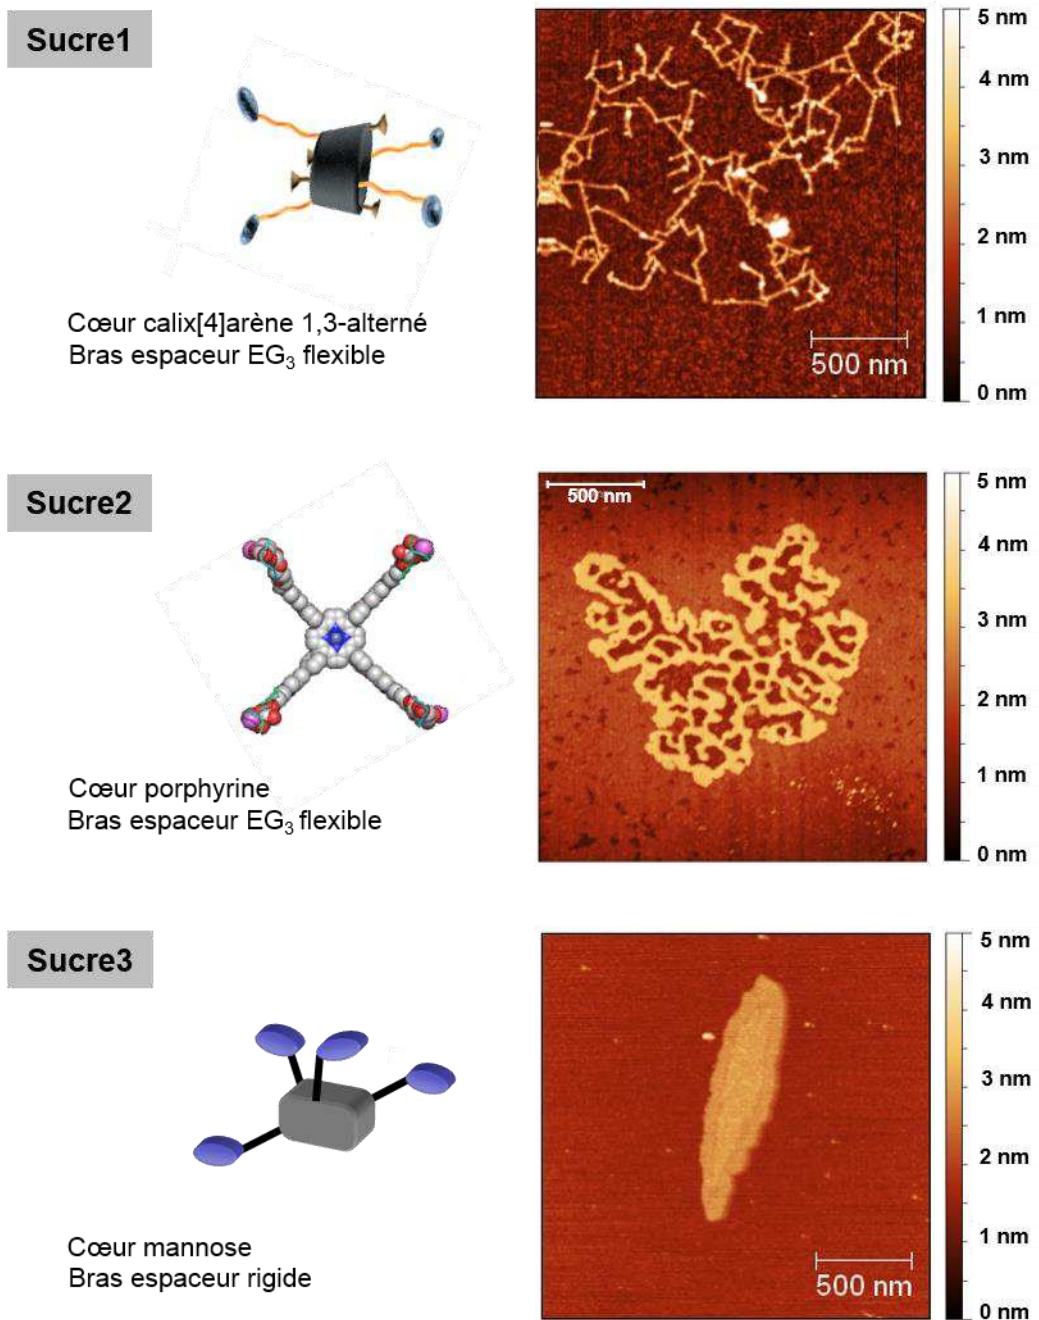 Sucre1
5 nm
4 nm
3 nm
2 nm
1 nm
0 nm
500 nm
Cœur calix[4]arène 1,3-alterné
Bras espaceur EG₃ flexible
Sucre2
500 nm
5 nm
4 nm
3 nm
2 nm
1 nm
0 nm
Cœur porphyrine
Bras espaceur EG₃ flexible
Sucre3
5 nm
4 nm
3 nm
2 nm
1 nm
0 nm
500 nm
Cœur mannose
Bras espaceur rigide